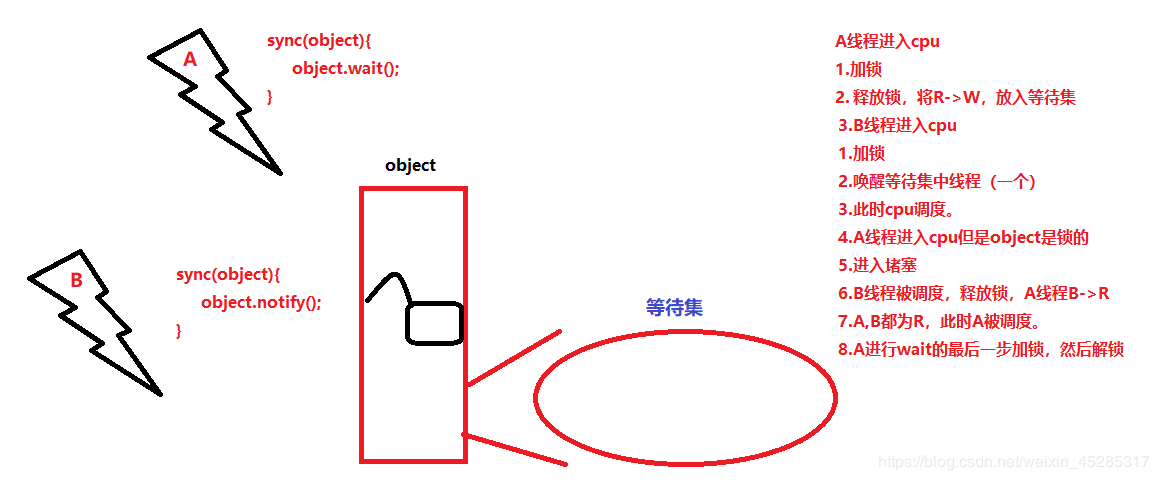 A
sync(object){
object.wait();
}
object
B
sync(object){
object.notify();
}
等待集
A线程进入cpu
1.加锁
2. 释放锁，将R->W，放入等待集
3.B线程进入cpu
1.加锁
2.唤醒等待集中线程（一个）
3.此时cpu调度。
4.A线程进入cpu但是object是锁的
5.进入堵塞
6.B线程被调度，释放锁，A线程B->R
7.A,B都为R，此时A被调度。
8.A进行wait的最后一步加锁，然后解锁
https://blog.csdn.net/weixin_45285317